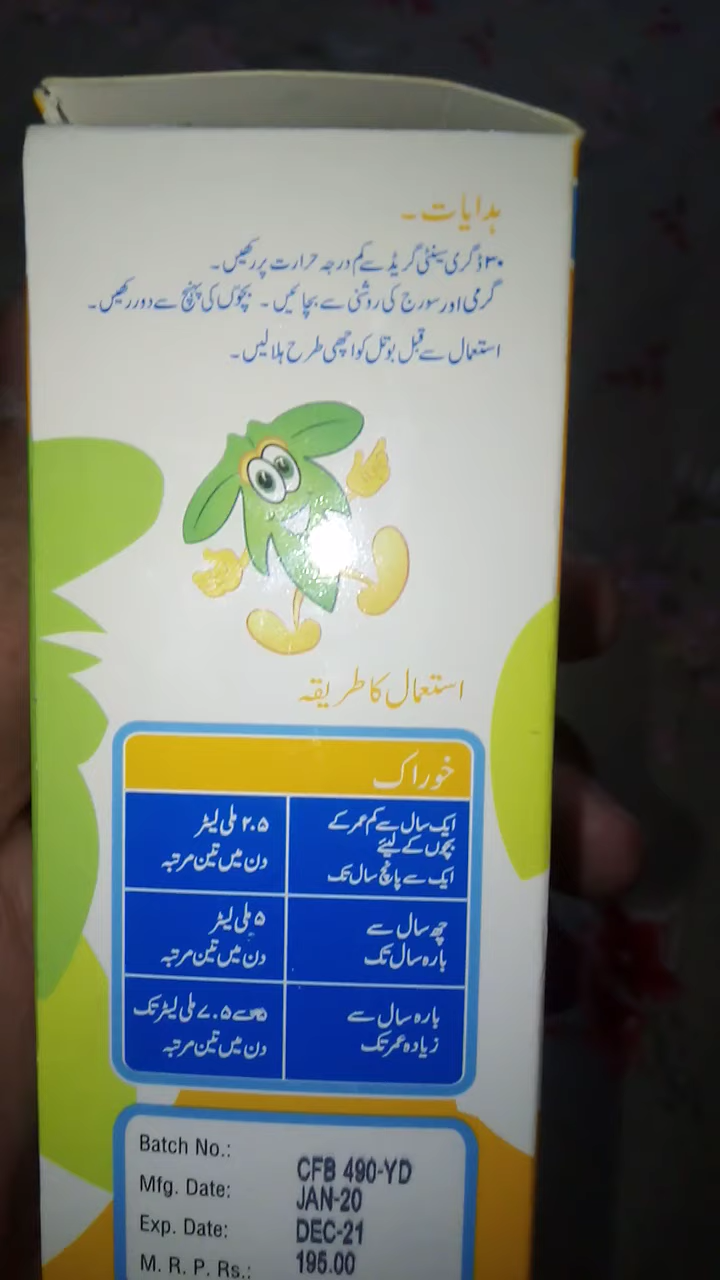 ہدایات۔
۳۰ ڈگری سینٹی گریڈ سے کم درجہ حرارت پر رکھیں۔
گرمی اور سورج کی روشنی سے بچائیں۔ بچّوں کی پہنچ سے دور رکھیں۔
استعمال سے قبل بوتل کو اچھی طرح ہلا لیں۔
استعمال کا طریقہ
خوراک
ایک سال سے کم عمر کے
بچوں کے لیئے
ایک سے پانچ سال تک
۲.۵ ملی لیٹر
دن میں تین مرتبہ
چھ سال سے
بارہ سال تک
۵ ملی لیٹر
دن میں تین مرتبہ
بارہ سال سے
زیادہ عمر تک
۵ سے ۷.۵ ملی لیٹر تک
دن میں تین مرتبہ
Batch No.: CFB 490-YD
Mfg. Date: JAN-20
Exp. Date: DEC-21
M. R. P. Rs.: 195.00